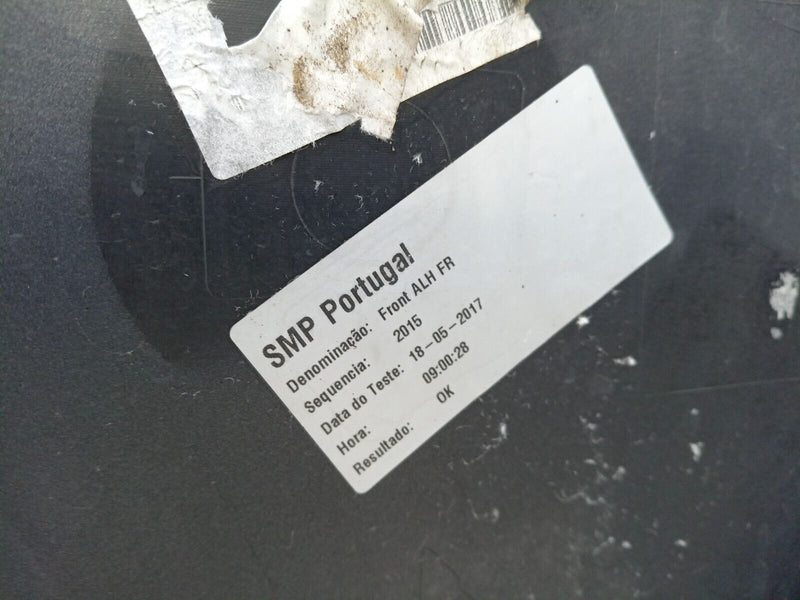 SMP Portugal
Denominação: Front ALH FR
Sequencia: 2015
Data do Teste: 18-05-2017
Hora: 09:00:28
Resultado: OK